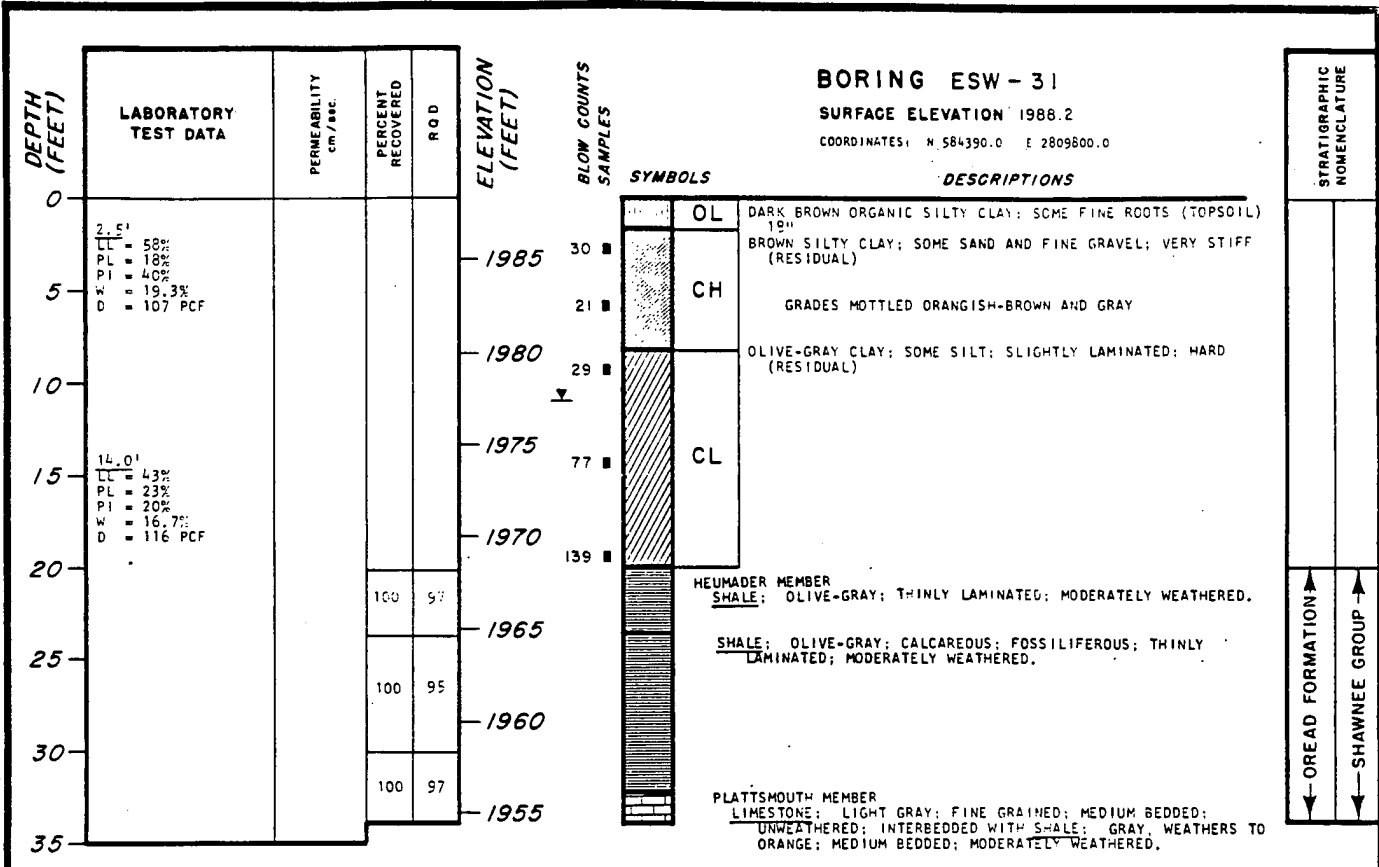 BORING ESW-31
SURFACE ELEVATION 1988.2
COORDINATES: N 584390.0 E 2809800.0
DEPTH (FEET)
LABORATORY TEST DATA
PERMEABILITY cm/sec.
PERCENT RECOVERED
RQD
ELEVATION (FEET)
BLOW COUNTS
SAMPLES
SYMBOLS
DESCRIPTIONS
STRATIGRAPHIC NOMENCLATURE
0
5
10
15
20
25
30
35
2.5'
LL = 58%
PL = 18%
PI = 40%
W = 19.3%
D = 107 PCF
14.0'
LL = 43%
PL = 23%
PI = 20%
W = 16.7%
D = 116 PCF
100 97
100 95
100 97
1985
1980
1975
1970
1965
1960
1955
30
21
29
77
139
OL
CH
CL
DARK BROWN ORGANIC SILTY CLAY; SOME FINE ROOTS (TOPSOIL)
18"
BROWN SILTY CLAY; SOME SAND AND FINE GRAVEL; VERY STIFF
(RESIDUAL)
GRADES MOTTLED ORANGISH-BROWN AND GRAY
OLIVE-GRAY CLAY; SOME SILT; SLIGHTLY LAMINATED; HARD
(RESIDUAL)
HEUMADER MEMBER
SHALE; OLIVE-GRAY; THINLY LAMINATED; MODERATELY WEATHERED.
SHALE; OLIVE-GRAY; CALCAREOUS; FOSSILIFEROUS; THINLY
LAMINATED; MODERATELY WEATHERED.
PLATTSMOUTH MEMBER
LIMESTONE; LIGHT GRAY; FINE GRAINED; MEDIUM BEDDED;
UNWEATHERED; INTERBEDDED WITH SHALE; GRAY, WEATHERS TO
ORANGE; MEDIUM BEDDED; MODERATELY WEATHERED.
OREAD FORMATION
SHAWNEE GROUP